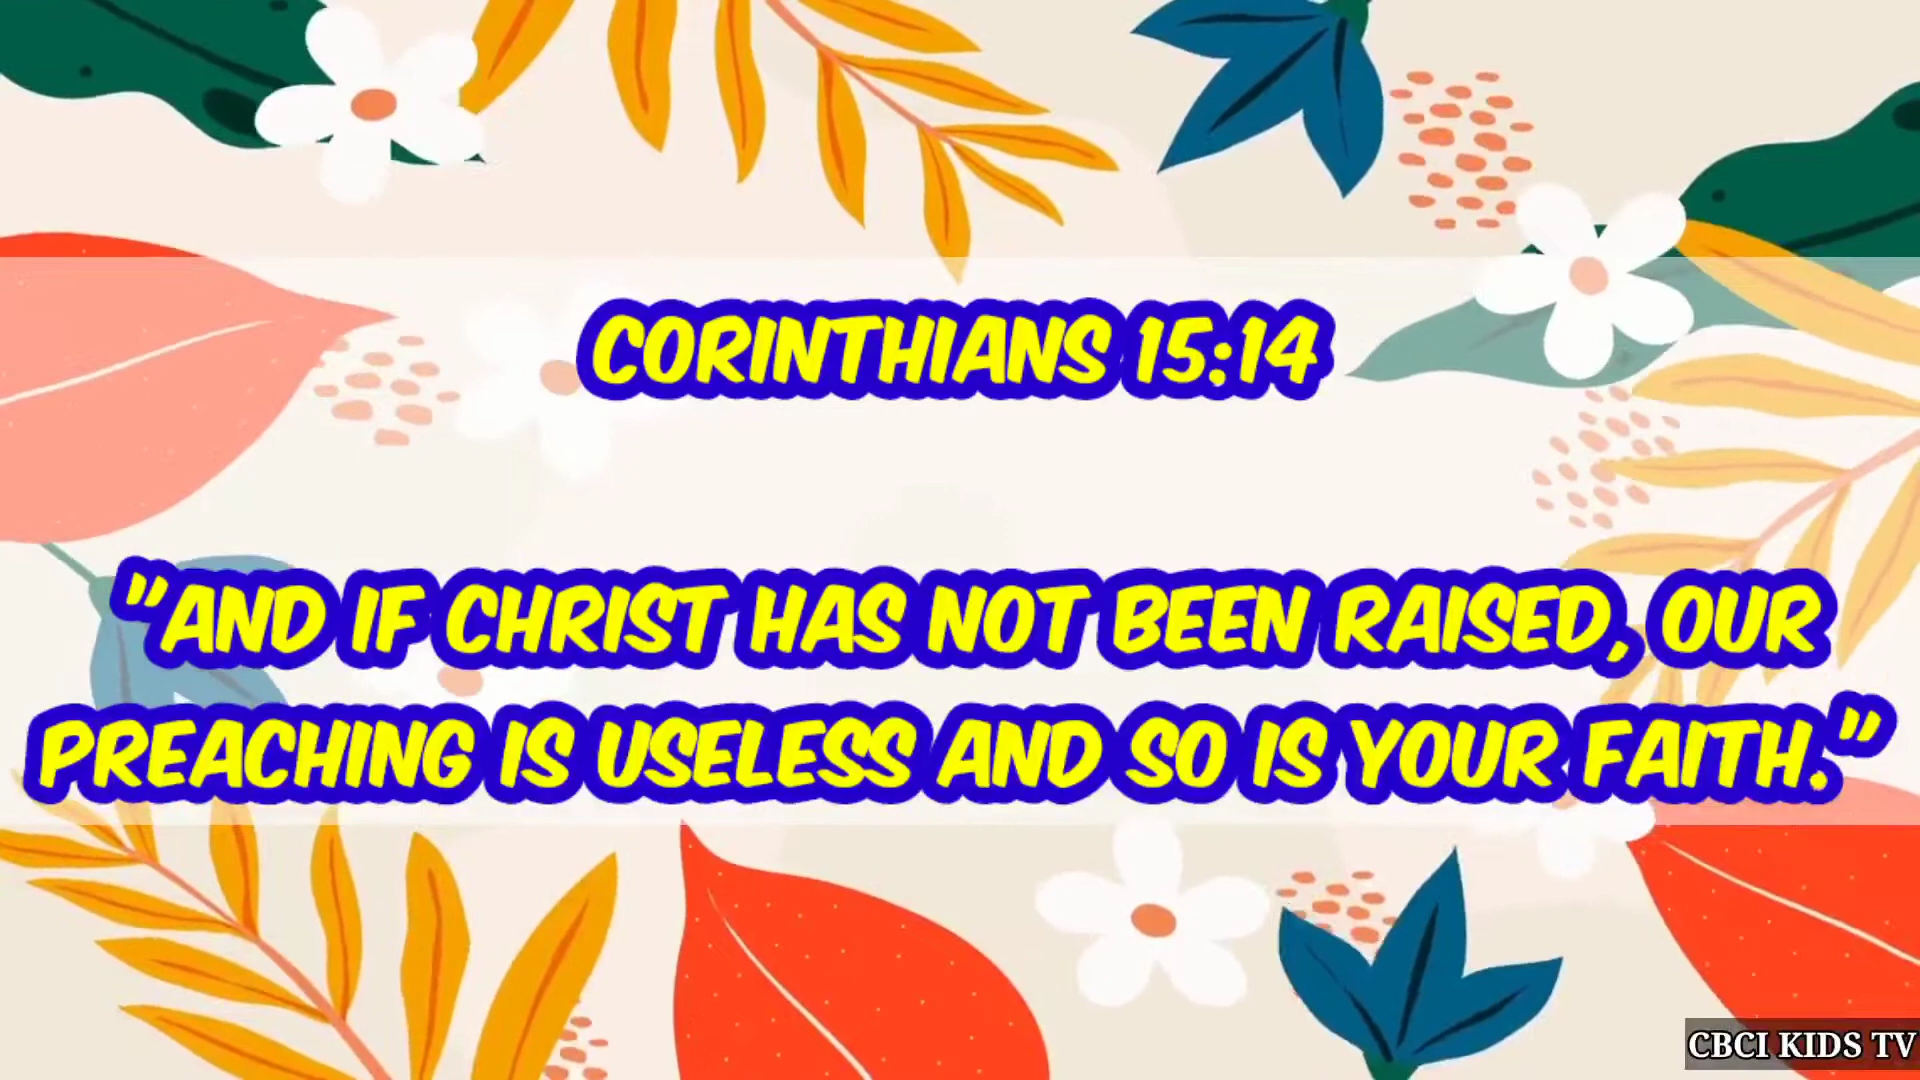 CORINTHIANS 15:14
"AND IF CHRIST HAS NOT BEEN RAISED, OUR
PREACHING IS USELESS AND SO IS YOUR FAITH."
CBCI KIDS TV